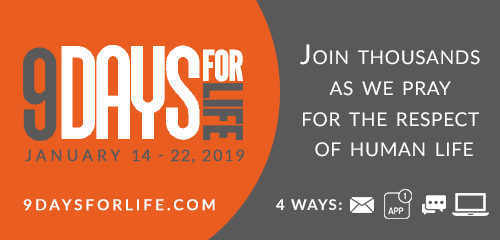 9 DAYS FOR LIFE
JANUARY 14 - 22, 2019
9DAYSFORLIFE.COM
JOIN THOUSANDS
AS WE PRAY
FOR THE RESPECT
OF HUMAN LIFE
4 WAYS:
1
APP